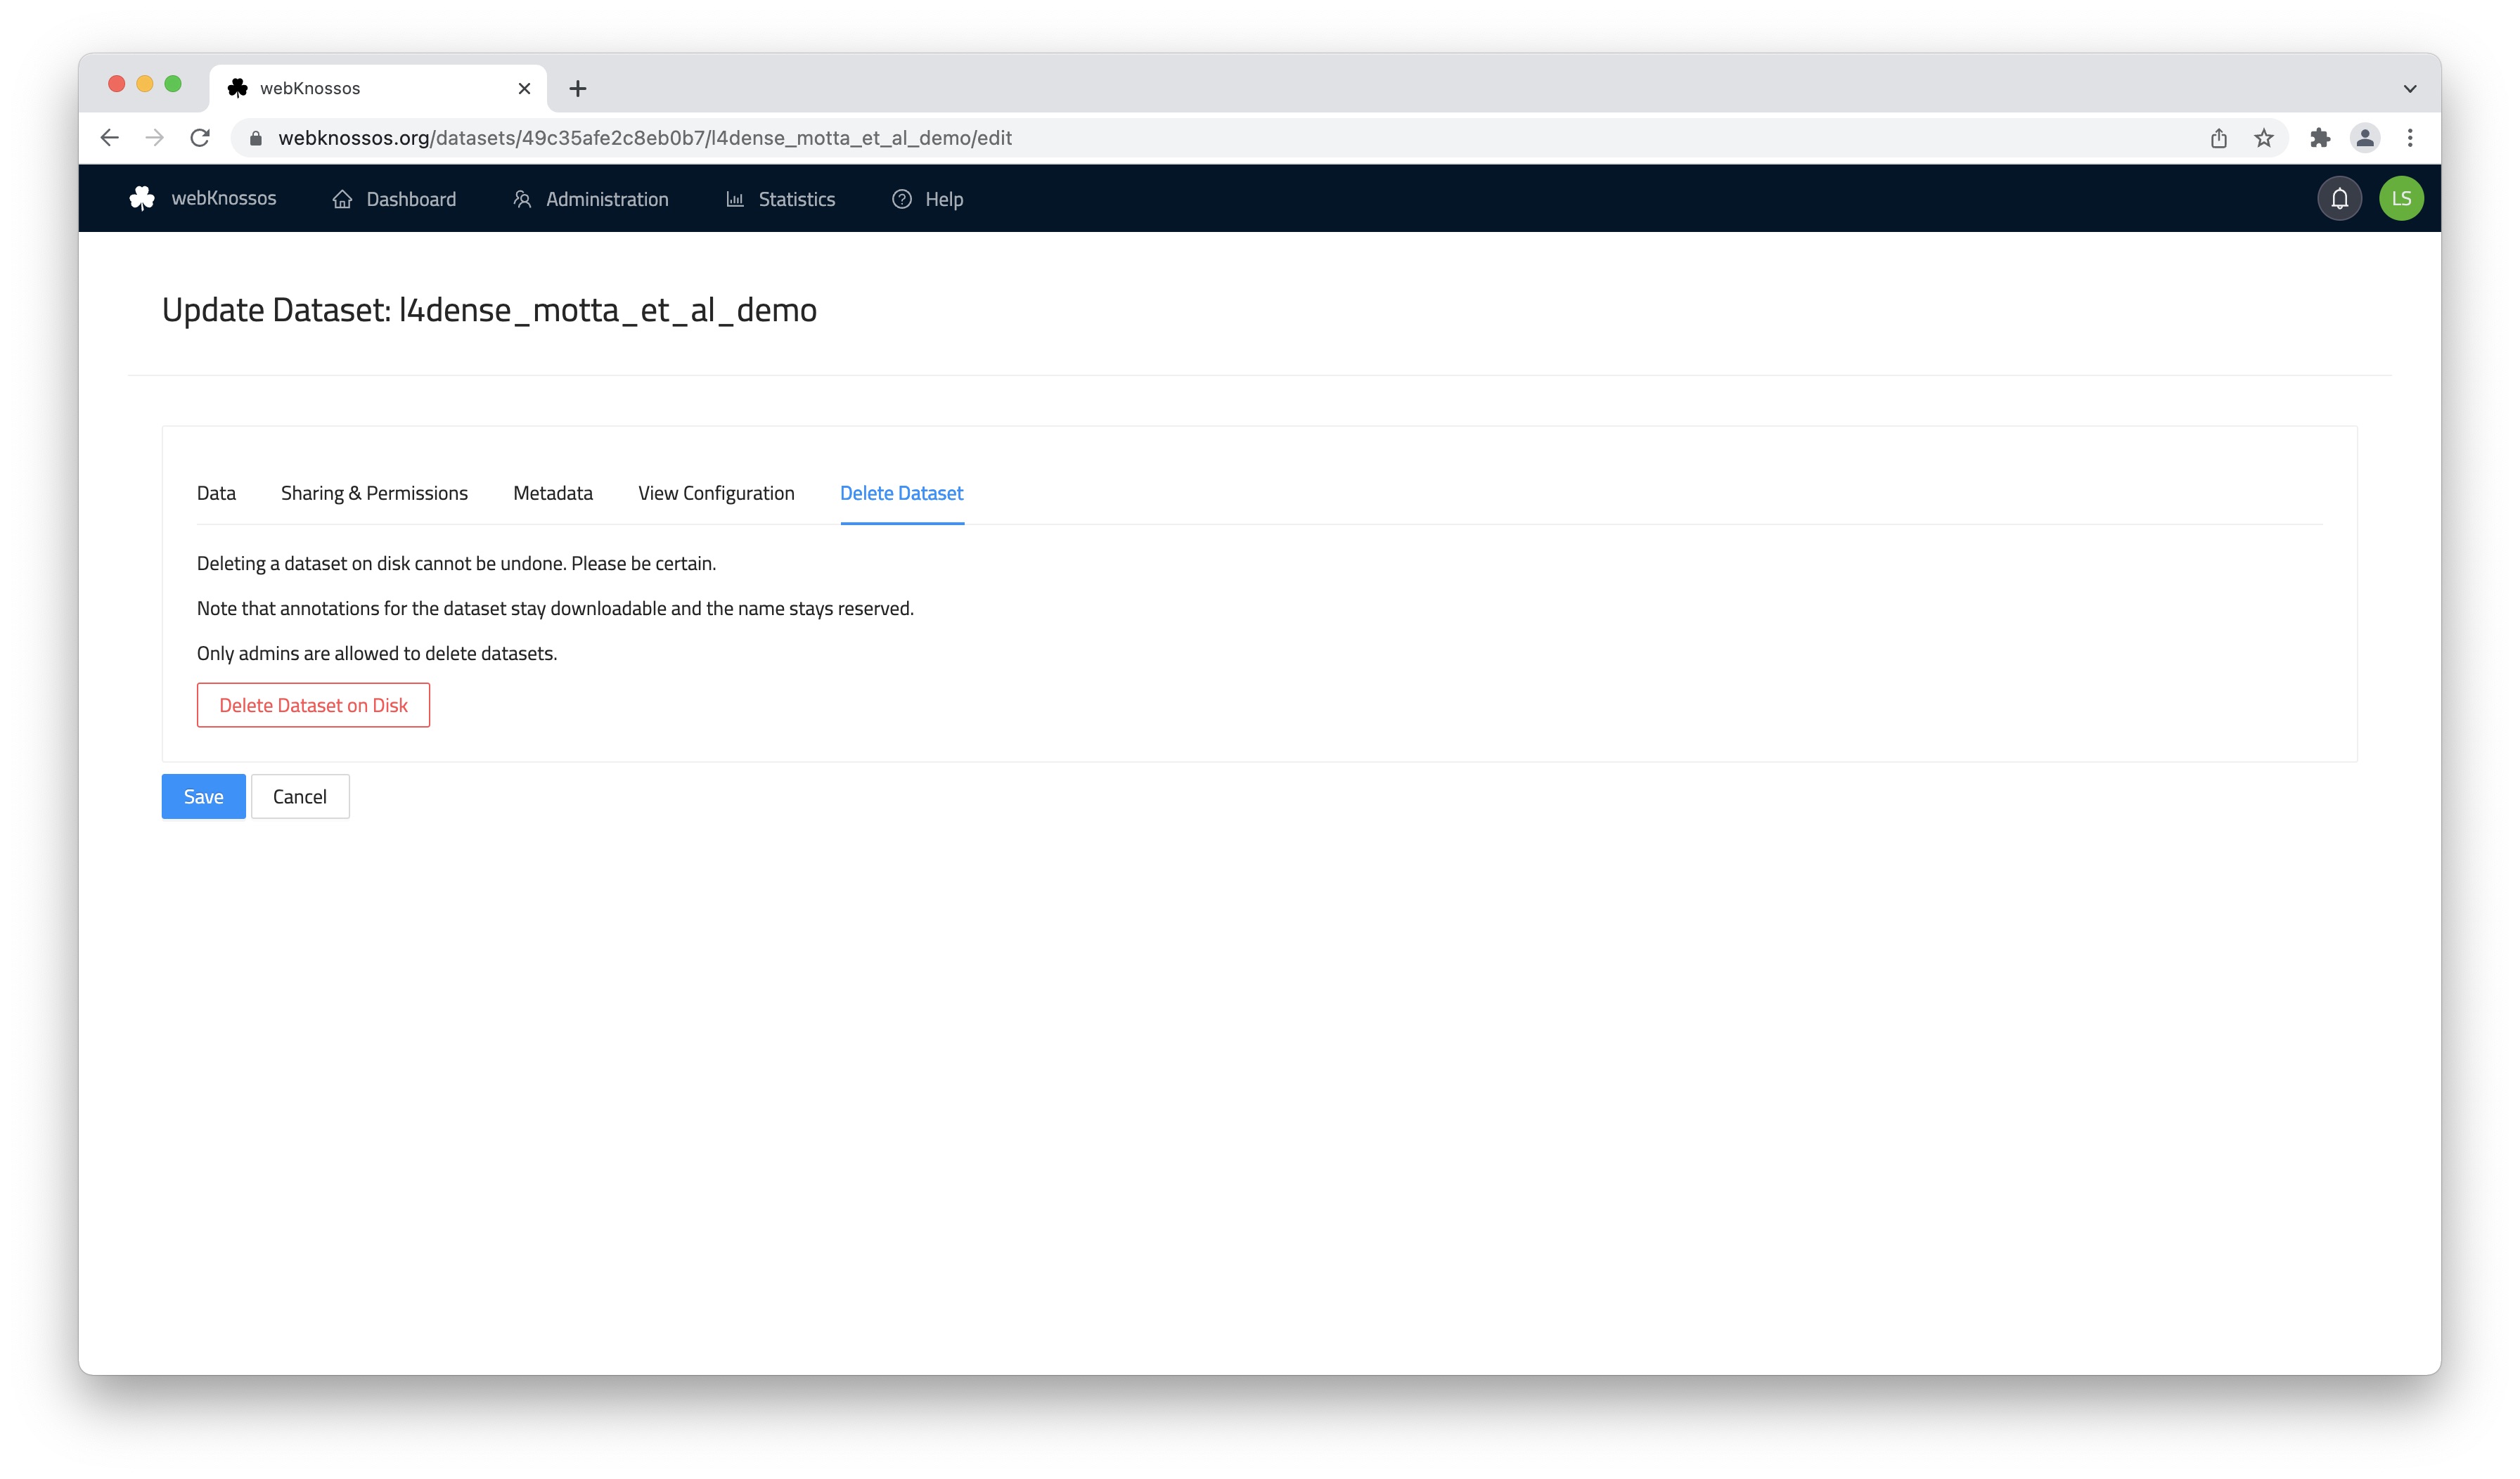 webKnossos
webknossos.org/datasets/49c35afe2c8eb0b7/l4dense_motta_et_al_demo/edit
webKnossos Dashboard Administration Statistics Help LS
Update Dataset: l4dense_motta_et_al_demo
Data Sharing & Permissions Metadata View Configuration Delete Dataset
Deleting a dataset on disk cannot be undone. Please be certain.
Note that annotations for the dataset stay downloadable and the name stays reserved.
Only admins are allowed to delete datasets.
Delete Dataset on Disk
Save Cancel